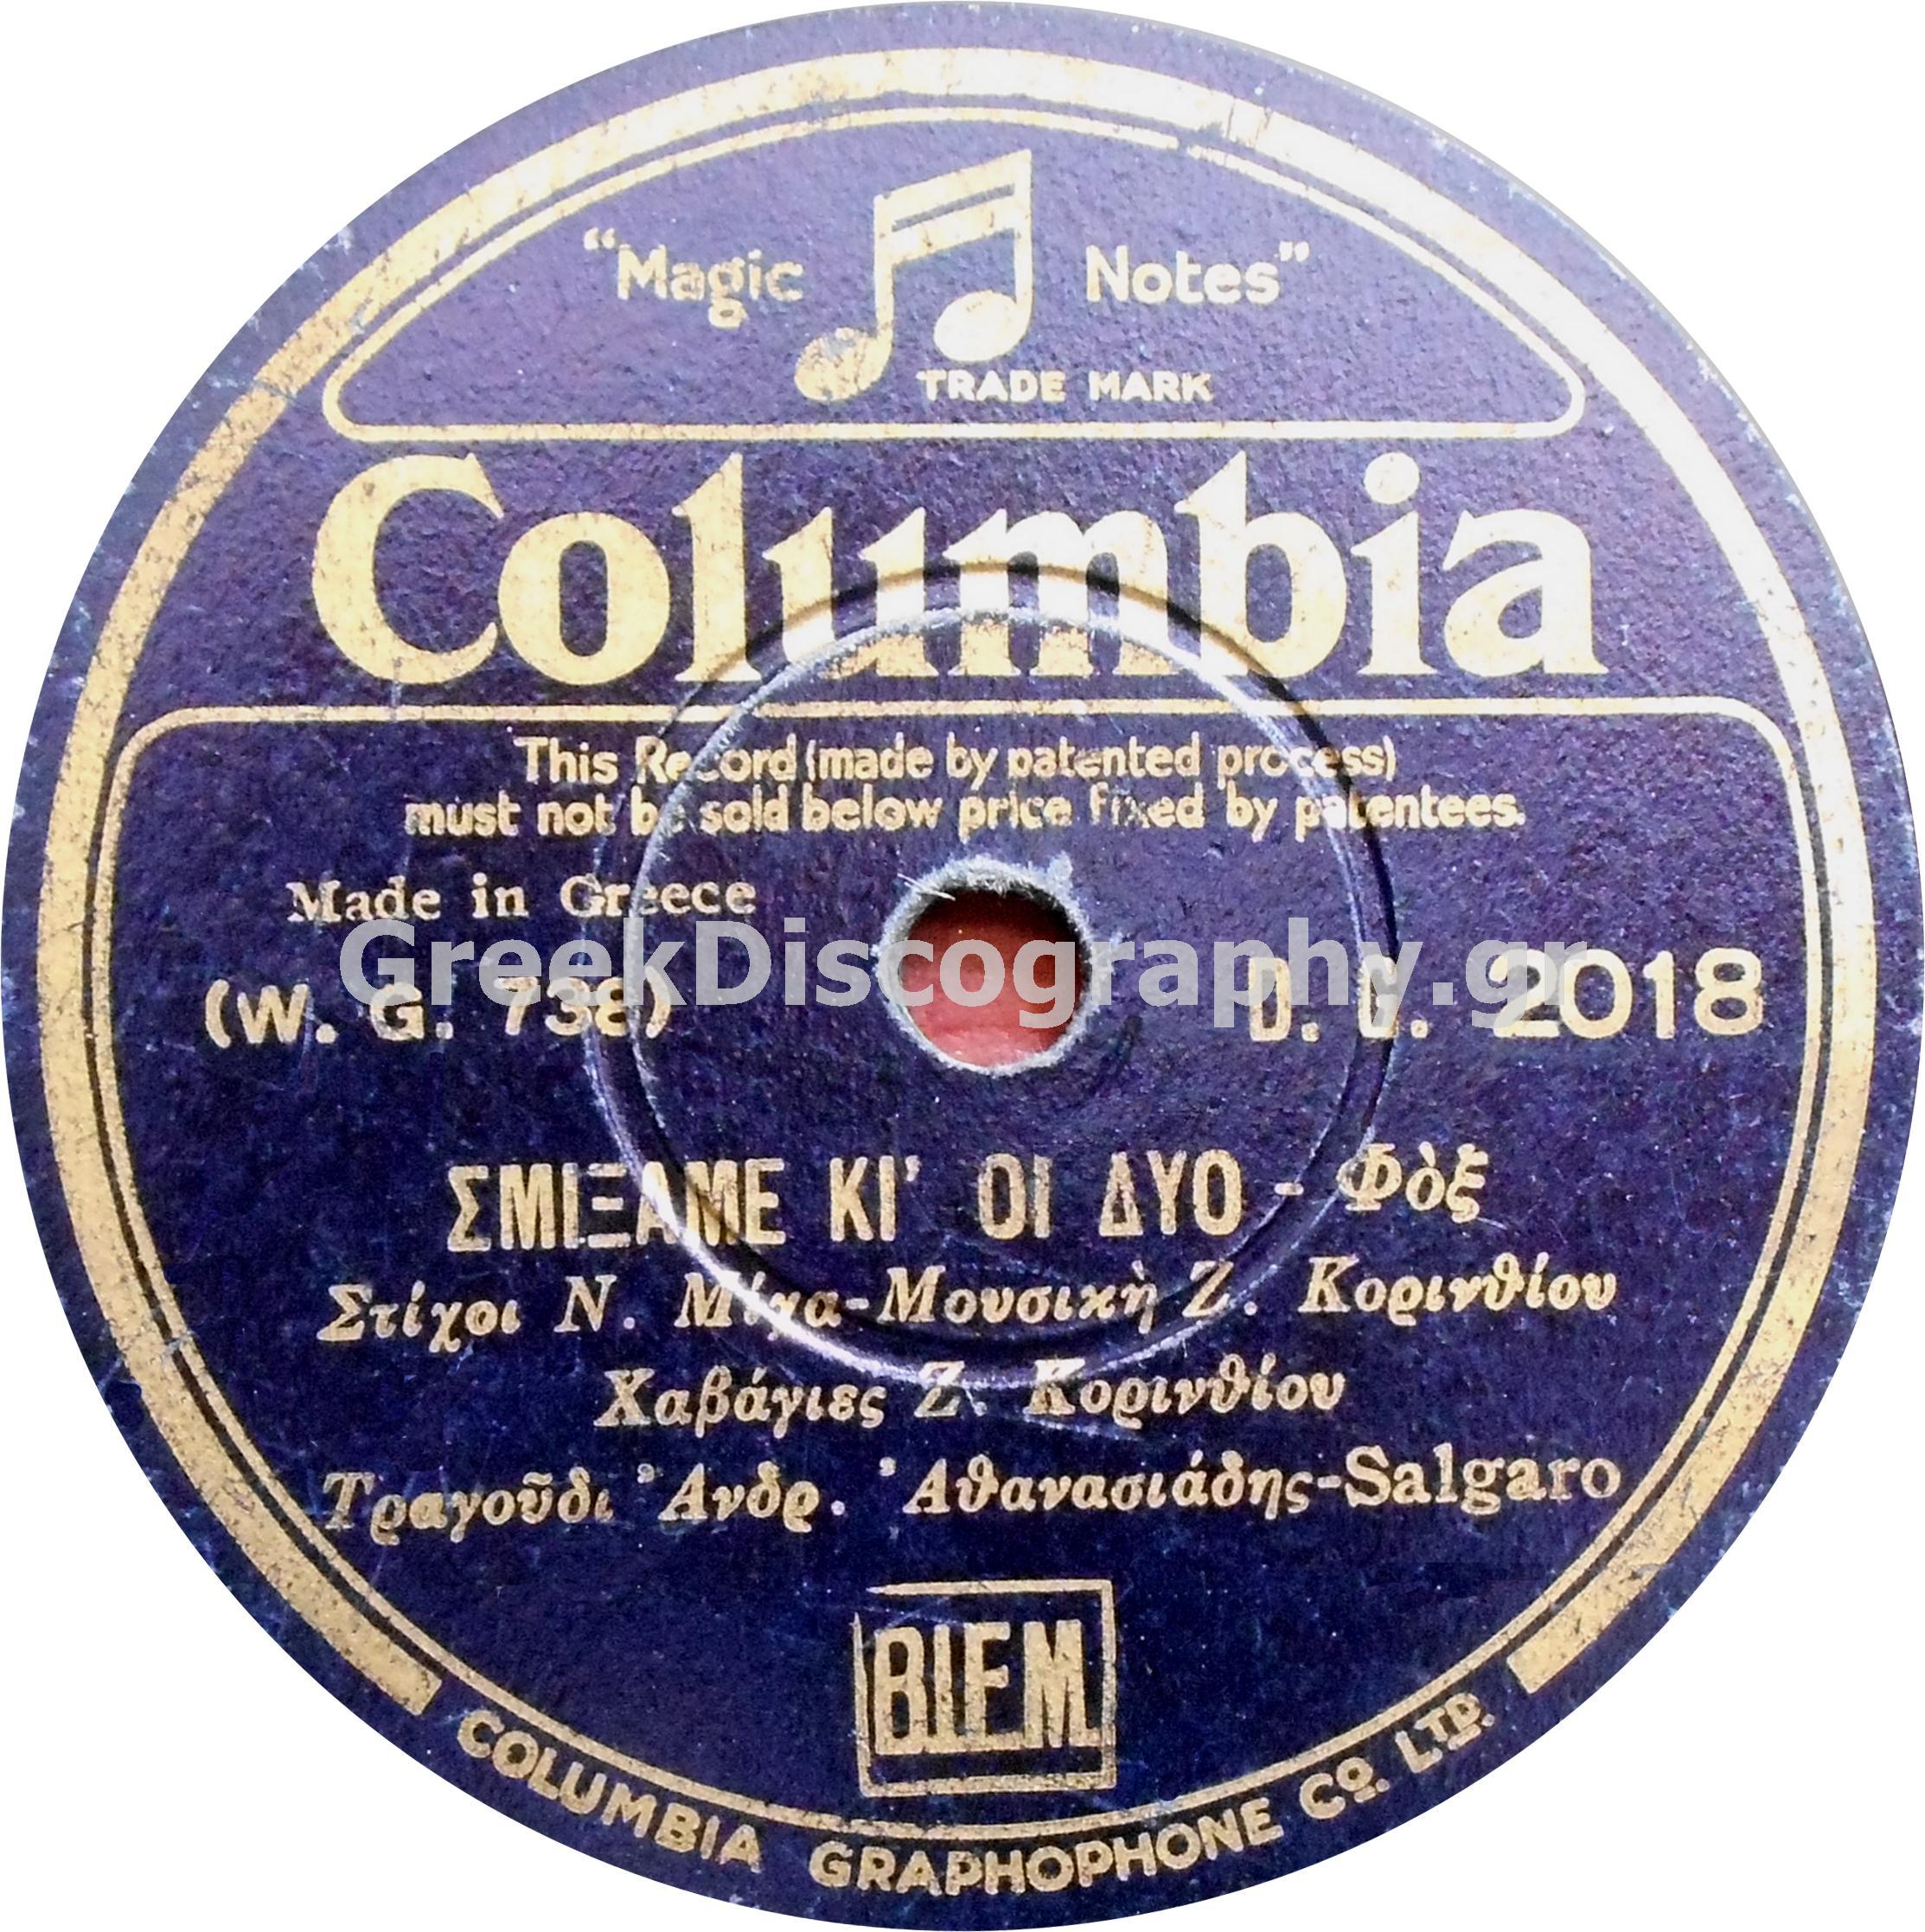 "Magic Notes"
TRADE MARK
Columbia
This Record (made by patented process)
must not be sold below price fixed by patentees.
Made in Greece
GreekDiscography.gr
(W. G. 738) D. G. 2018
ΣΜΙΞΑΜΕ ΚΙ' ΟΙ ΔΥΟ - Φὸξ
Στίχοι Ν. Μίχα-Μουσικὴ Ζ. Κορινθίου
Χαβάγιες Ζ. Κορινθίου
Τραγοῦδι Ἀνδρ. Ἀθανασιάδης-Salgaro
BIEM
COLUMBIA GRAPHOPHONE CO. LTD.